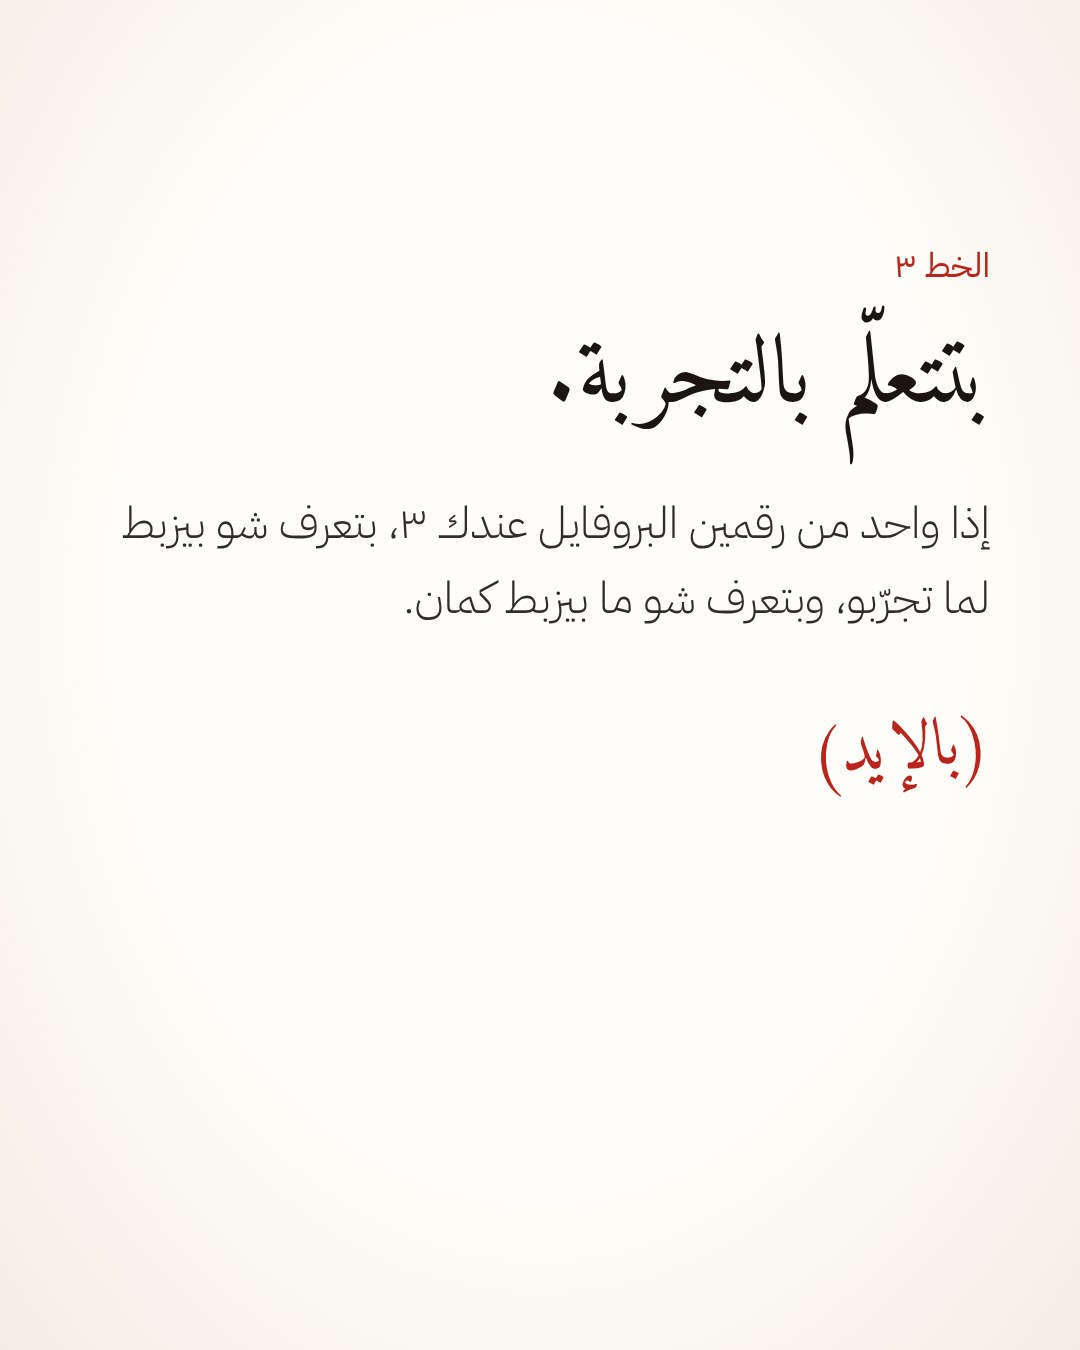 الخط ٣
بتتعلّم بالتجربة.
إذا واحد من رقمين البروفايل عندك ٣، بتعرف شو بيزبط
لما تجرّبو، وبتعرف شو ما بيزبط كمان.
(بالإيد)